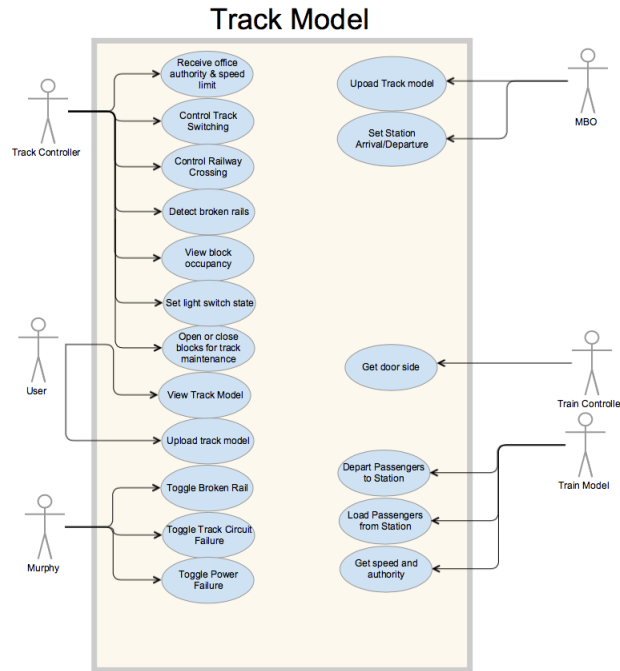 Track Model
Receive office
authority & speed
limit
Control Track
Switching
Control Railway
Crossing
Detect broken rails
View block
occupancy
Set light switch state
Open or close
blocks for track
maintenance
View Track Model
Upload track model
Toggle Broken Rail
Toggle Track Circuit
Failure
Toggle Power
Failure
Track Controller
User
Murphy
Upoad Track model
Set Station
Arrival/Departure
Get door side
Depart Passengers
to Station
Load Passengers
from Station
Get speed and
authority
MBO
Train Controlle
Train Model